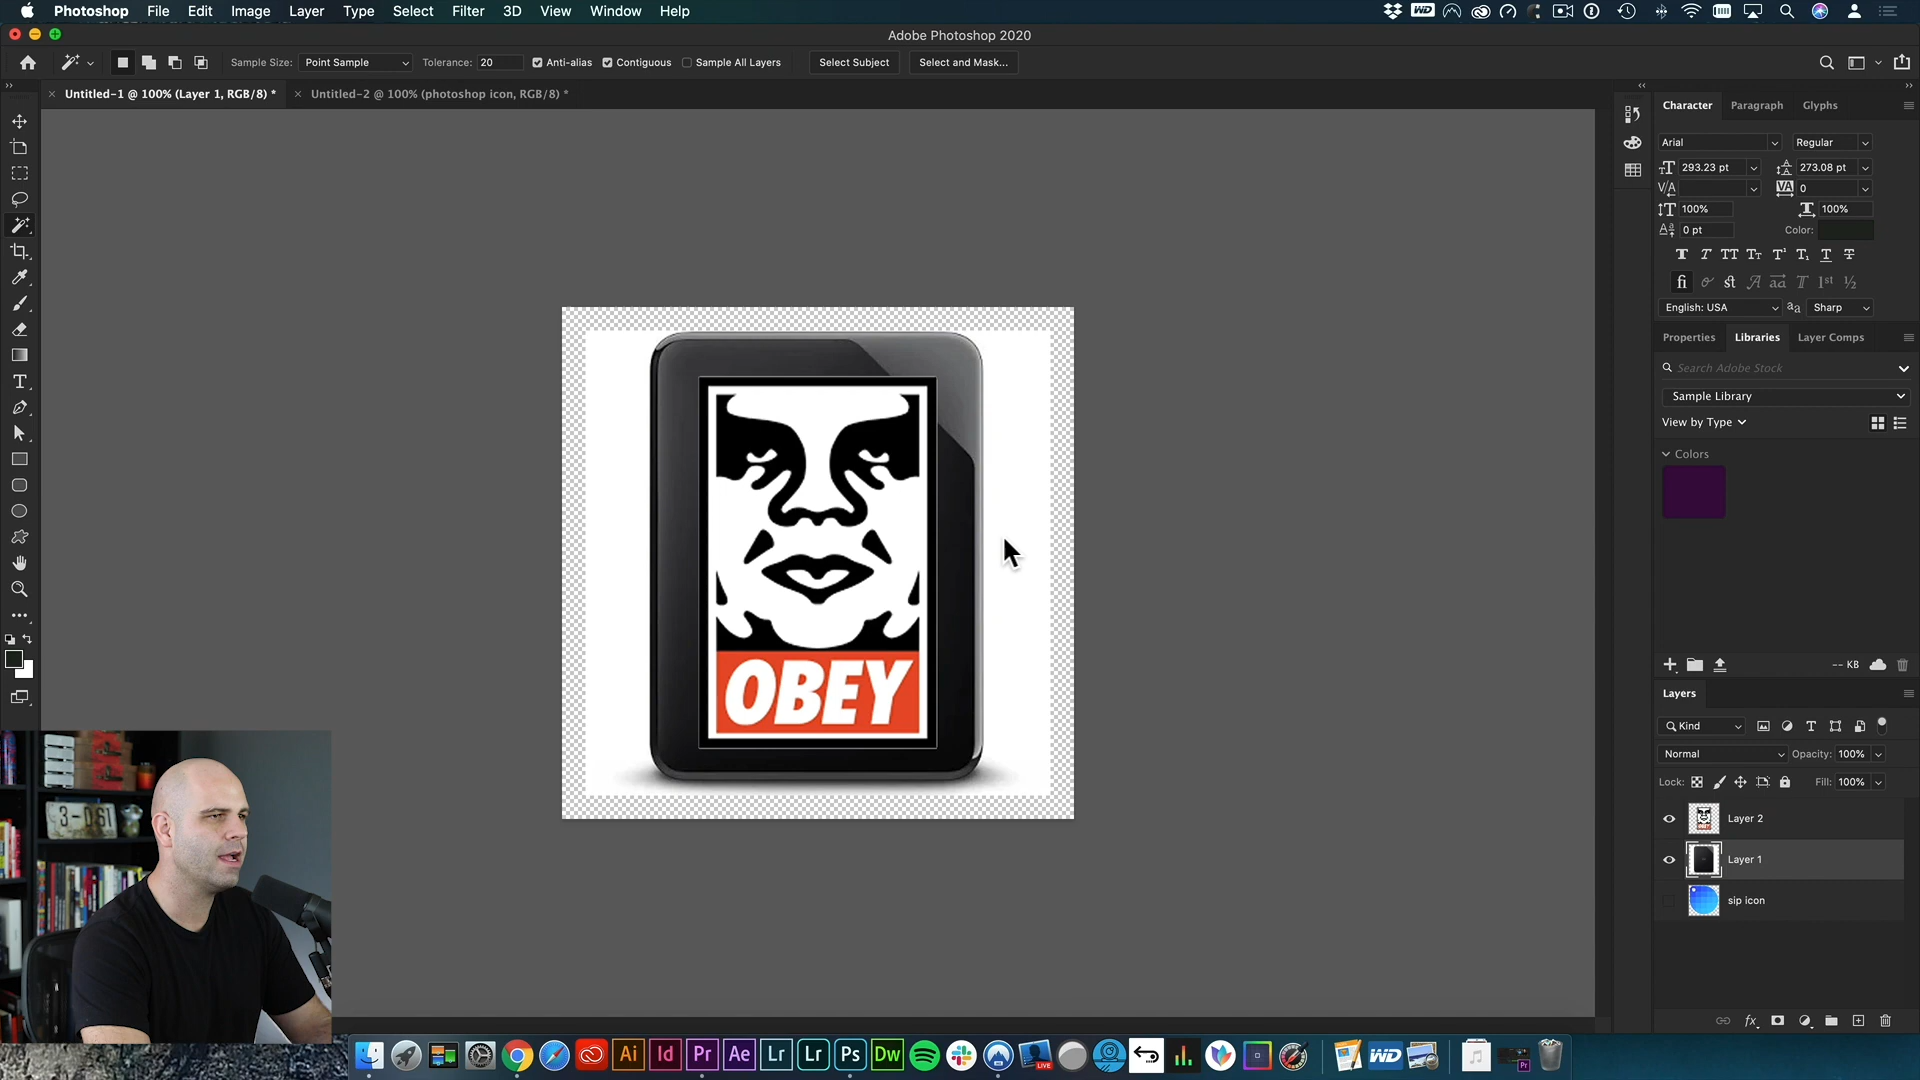 Photoshop File Edit Image Layer Type Select Filter 3D View Window Help
Adobe Photoshop 2020
Sample Size: Point Sample Tolerance: 20 Anti-alias Contiguous Sample All Layers Select Subject Select and Mask...
Untitled-1 @ 100% (Layer 1, RGB/8) * Untitled-2 @ 100% (photoshop icon, RGB/8) *
Character Paragraph Glyphs
Arial Regular
293.23 pt 273.08 pt
0
100% 100%
0 pt Color:
English: USA Sharp
Properties Libraries Layer Comps
Search Adobe Stock
Sample Library
View by Type
Colors
-- KB
Layers
Kind
Normal Opacity: 100%
Lock: Fill: 100%
Layer 2
Layer 1
sip icon
OBEY
3-061
Ai Id Pr Ae Lr Lr Ps Dw LIVE WD